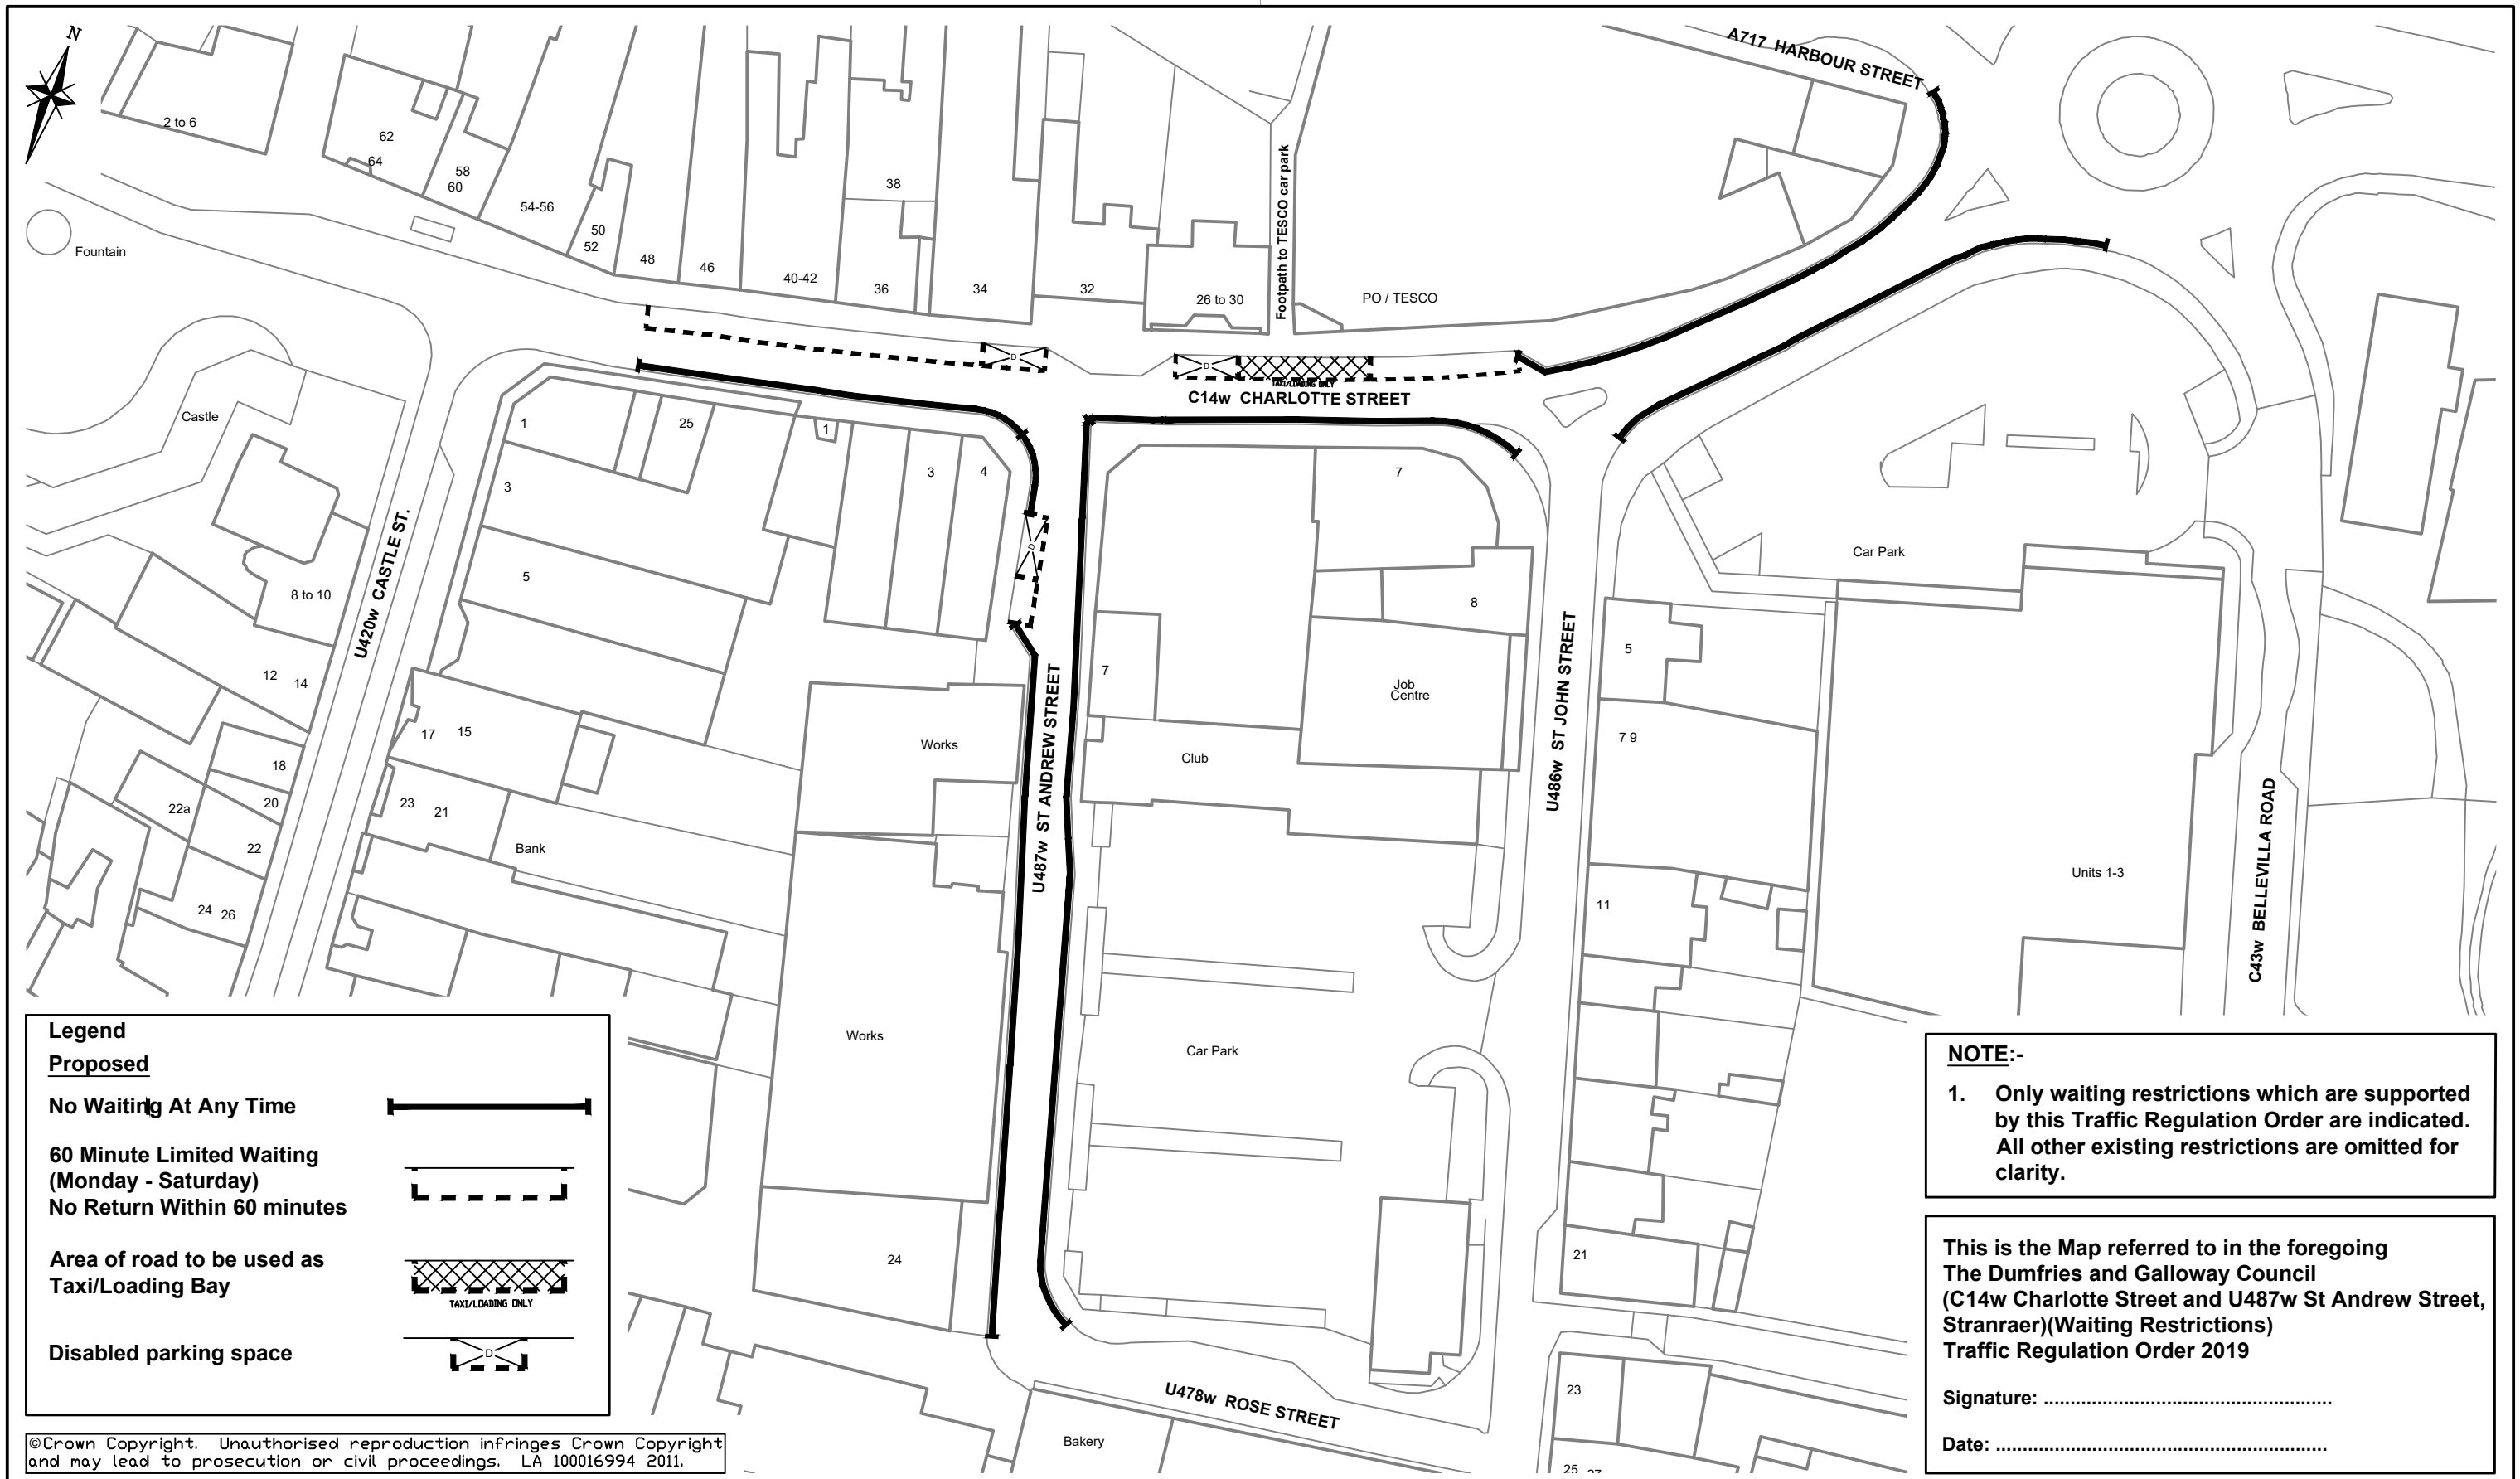 N
A717 HARBOUR STREET
2 to 6
62
64
58
60
54-56
50
52
48
46
40-42
38
36
34
32
26 to 30
Footpath to TESCO car park
PO / TESCO
Fountain
D
D
TAXI/LOADING ONLY
C14w CHARLOTTE STREET
Castle
1
25
1
3
4
3
5
7
D
8
Car Park
8 to 10
U420w CASTLE ST.
12
14
17
15
18
20
22a
22
23
21
24
26
Bank
Works
U487w ST ANDREW STREET
7
Club
Job
Centre
U486w ST JOHN STREET
5
7 9
11
Units 1-3
C43w BELLEVILLA ROAD
Works
Car Park
24
21
23
25 27
U478w ROSE STREET
Bakery
Legend
Proposed
No Waiting At Any Time
60 Minute Limited Waiting
(Monday - Saturday)
No Return Within 60 minutes
Area of road to be used as
Taxi/Loading Bay
TAXI/LOADING ONLY
Disabled parking space
D
©Crown Copyright. Unauthorised reproduction infringes Crown Copyright
and may lead to prosecution or civil proceedings. LA 100016994 2011.
NOTE:-
1. Only waiting restrictions which are supported
by this Traffic Regulation Order are indicated.
All other existing restrictions are omitted for
clarity.
This is the Map referred to in the foregoing
The Dumfries and Galloway Council
(C14w Charlotte Street and U487w St Andrew Street,
Stranraer)(Waiting Restrictions)
Traffic Regulation Order 2019
Signature: ......................................................
Date: ..............................................................